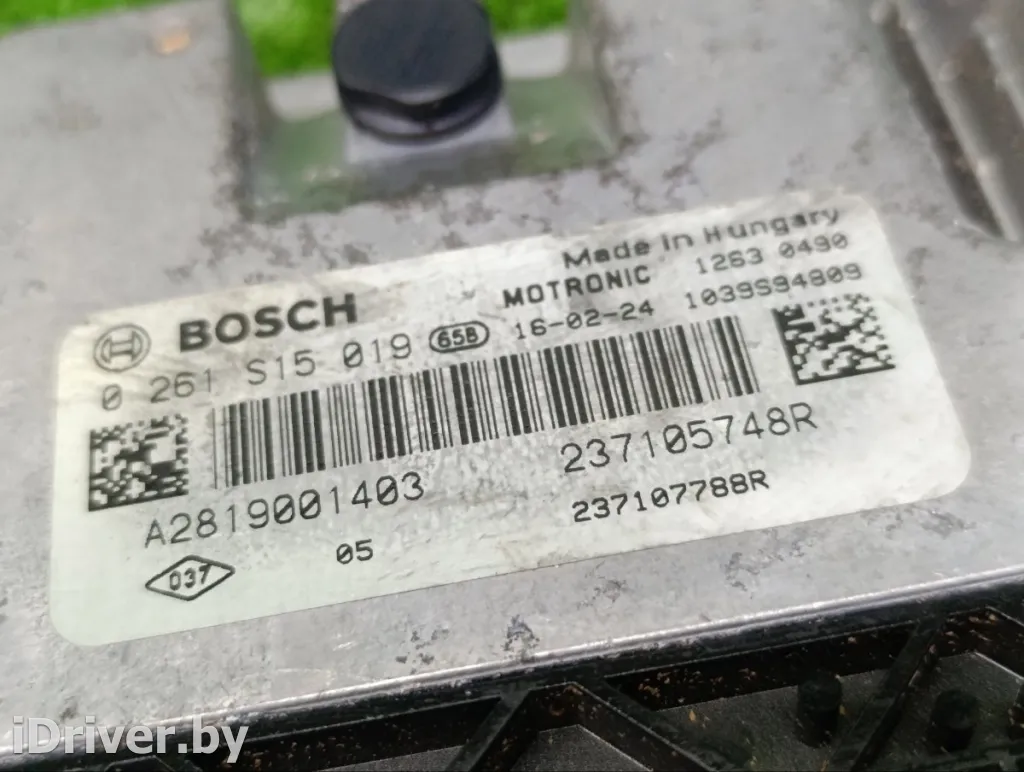 Made in Hungary
BOSCH
MOTRONIC 1263 0490
0 261 S15 019 65B 16-02-24 1039S94809
A2819001403 237105748R
037 05 237107788R
iDriver.by